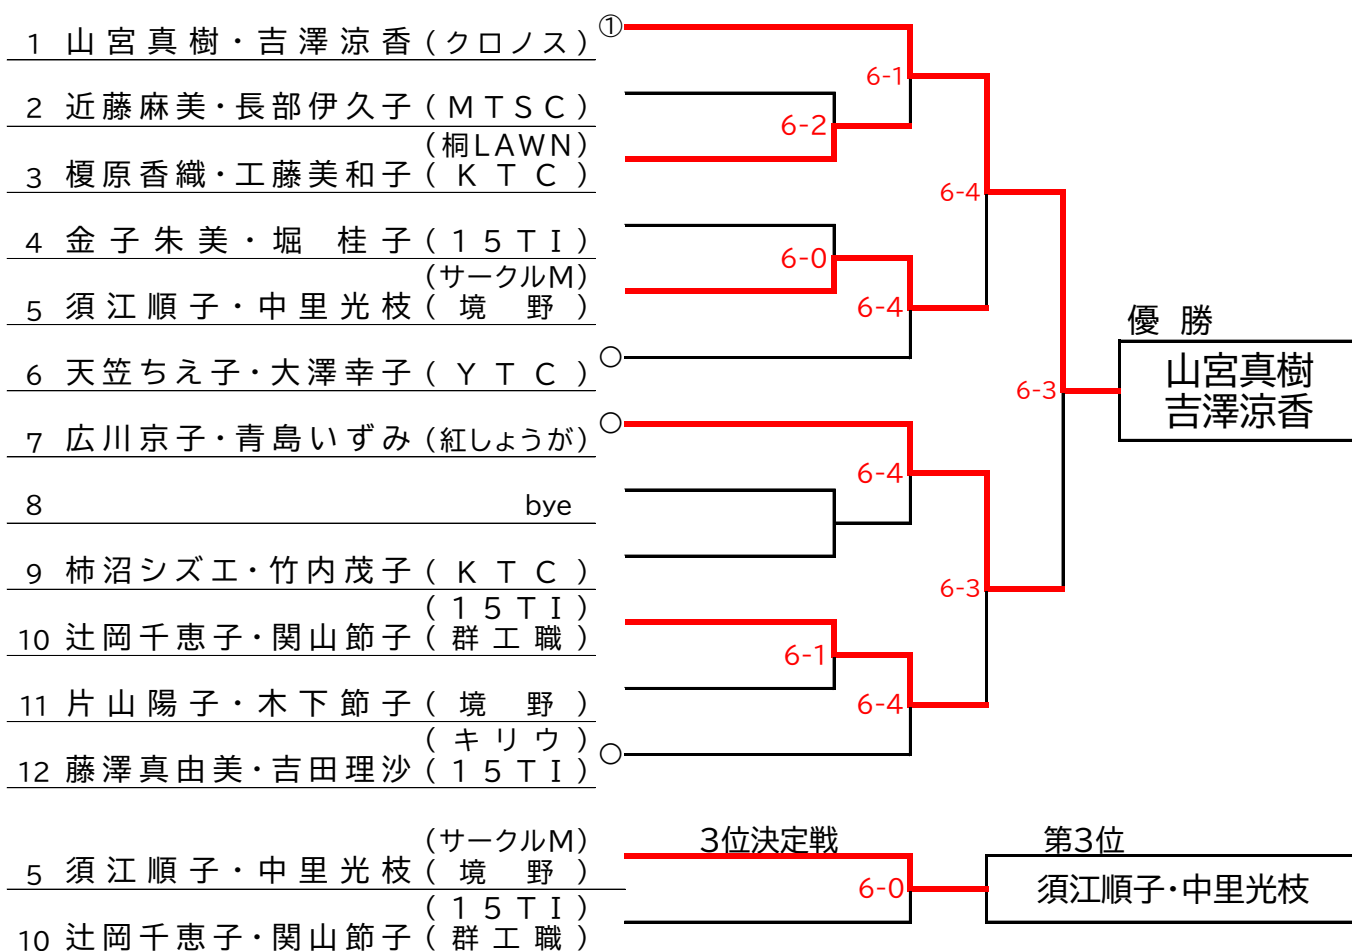 1 山宮真樹・吉澤涼香(クロノス) ①
6-1
2 近藤麻美・長部伊久子(MTSC)
6-2
(桐LAWN)
3 榎原香織・工藤美和子(KTC)
6-4
4 金子朱美・堀 桂子(15TI)
6-0
(サークルM)
5 須江順子・中里光枝(境 野)
6-4
6 天笠ちえ子・大澤幸子(YTC) ○
優 勝
山宮真樹
吉澤涼香
6-3
7 広川京子・青島いずみ(紅しょうが) ○
6-4
8 bye
9 柿沼シズエ・竹内茂子(KTC)
6-3
(15TI)
10 辻岡千恵子・関山節子(群工職)
6-1
11 片山陽子・木下節子(境 野)
6-4
(キリウ)
12 藤澤真由美・吉田理沙(15TI) ○
3位決定戦
第3位
(サークルM)
5 須江順子・中里光枝(境 野)
6-0
須江順子・中里光枝
(15TI)
10 辻岡千恵子・関山節子(群工職)